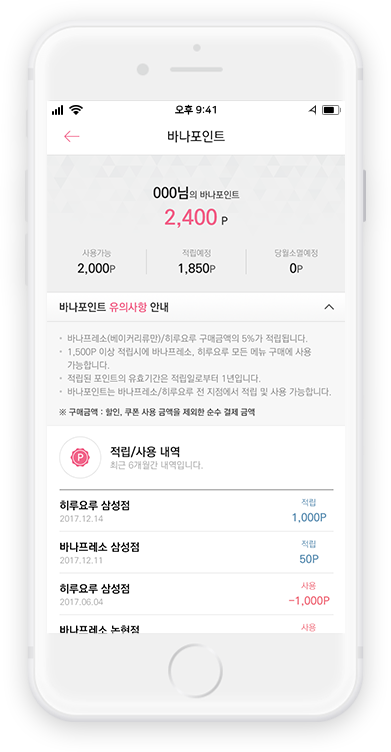 오후 9:41
바나포인트
000님의 바나포인트
2,400 P
사용가능 적립예정 당월소멸예정
2,000P 1,850P 0P
바나포인트 유의사항 안내
• 바나프레소(베이커리류만)/히루요루 구매금액의 5%가 적립됩니다.
• 1,500P 이상 적립시에 바나프레소, 히루요루 모든 메뉴 구매에 사용
가능합니다.
• 적립된 포인트의 유효기간은 적립일로부터 1년입니다.
• 바나포인트는 바나프레소/히루요루 전 지점에서 적립 및 사용 가능합니다.
※ 구매금액 : 할인, 쿠폰 사용 금액을 제외한 순수 결제 금액
P
적립/사용 내역
최근 6개월간 내역입니다.
히루요루 삼성점 적립
2017.12.14 1,000P
바나프레소 삼성점 적립
2017.12.11 50P
히루요루 삼성점 사용
2017.06.04 -1,000P
바나프레소 논현점 사용